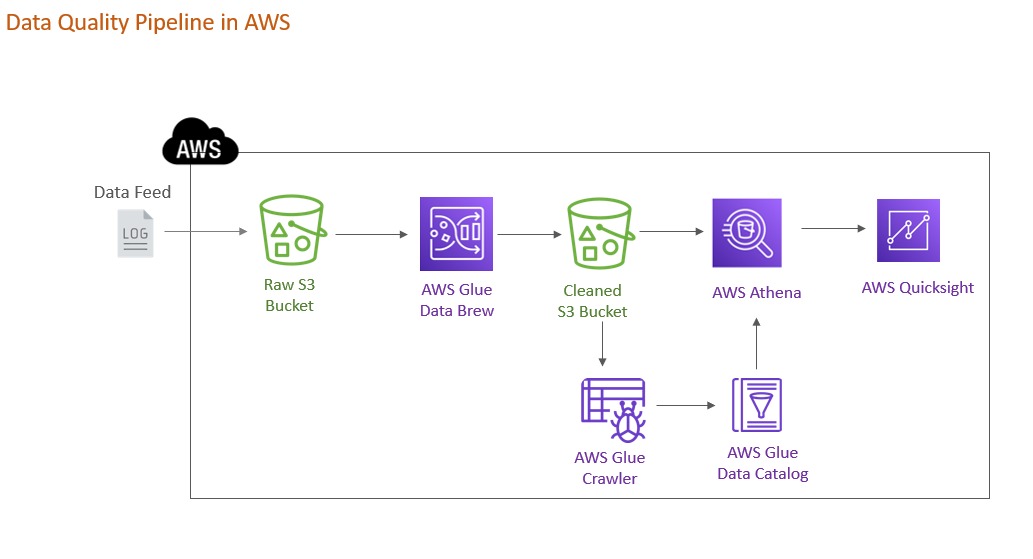 Data Quality Pipeline in AWS
AWS
Data Feed
LOG
Raw S3
Bucket
AWS Glue
Data Brew
Cleaned
S3 Bucket
AWS Athena
AWS Quicksight
AWS Glue
Crawler
AWS Glue
Data Catalog